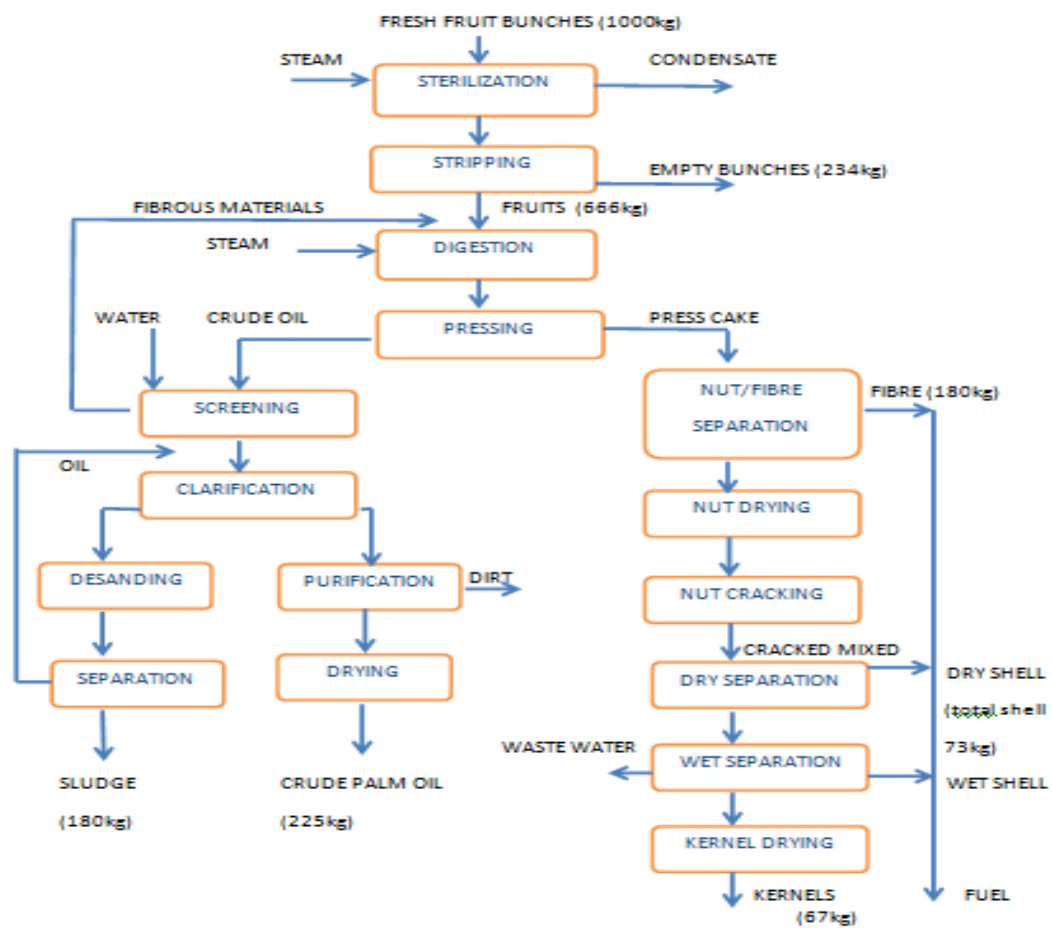 FRESH FRUIT BUNCHES (1000kg)
STEAM
CONDENSATE
STERILIZATION
STRIPPING
EMPTY BUNCHES (234kg)
FIBROUS MATERIALS
FRUITS (666kg)
STEAM
DIGESTION
WATER
CRUDE OIL
PRESSING
PRESS CAKE
SCREENING
NUT/FIBRE
SEPARATION
FIBRE (180kg)
OIL
CLARIFICATION
NUT DRYING
DESANDING
PURIFICATION
DIRT
NUT CRACKING
CRACKED MIXED
SEPARATION
DRYING
DRY SEPARATION
DRY SHELL
(total shell
73kg)
WASTE WATER
WET SEPARATION
WET SHELL
SLUDGE
(180kg)
CRUDE PALM OIL
(225kg)
KERNEL DRYING
KERNELS
(67kg)
FUEL